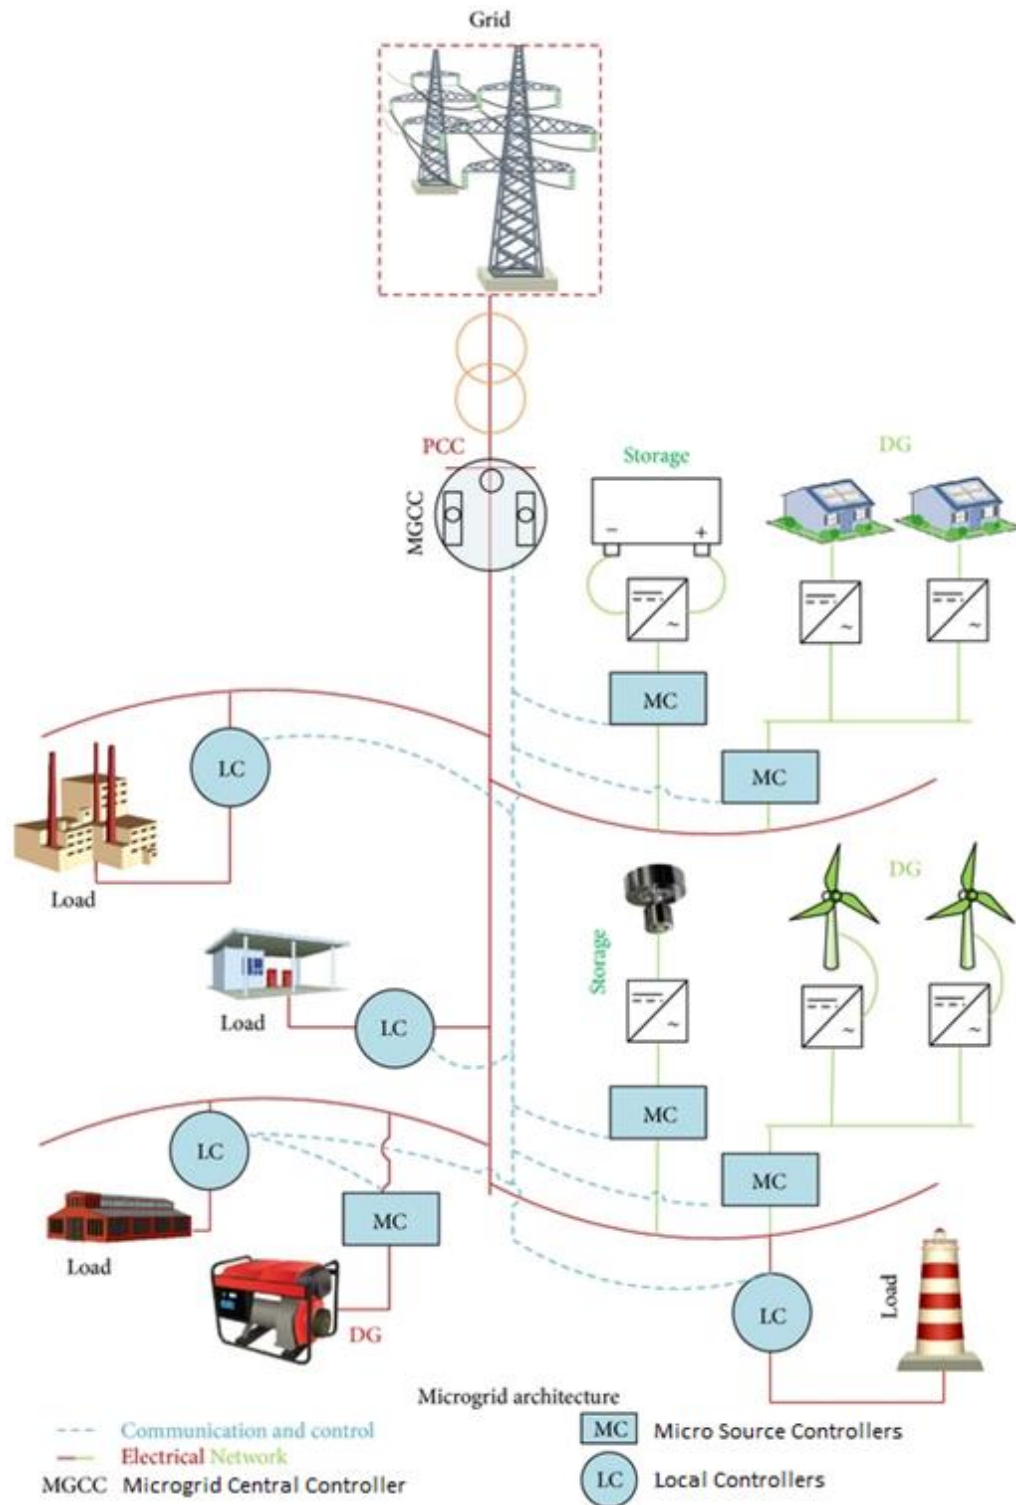 Grid
PCC
MGCC
Storage
DG
− +
~
~
~
MC
LC
MC
Load
DG
Storage
Load
LC
~
~
~
MC
LC
MC
MC
Load
DG
LC
Load
Microgrid architecture
Communication and control
Electrical Network
MGCC Microgrid Central Controller
MC Micro Source Controllers
LC Local Controllers